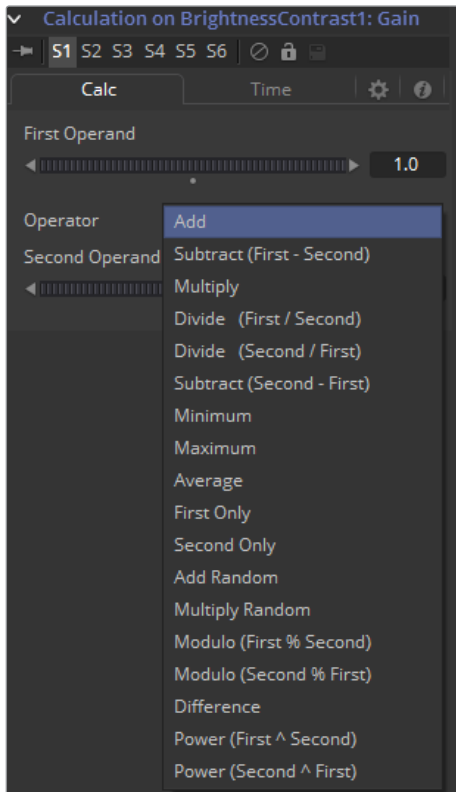 Calculation on BrightnessContrast1: Gain
S1 S2 S3 S4 S5 S6
Calc Time
First Operand
1.0
Operator
Add
Subtract (First - Second)
Second Operand
Multiply
Divide (First / Second)
Divide (Second / First)
Subtract (Second - First)
Minimum
Maximum
Average
First Only
Second Only
Add Random
Multiply Random
Modulo (First % Second)
Modulo (Second % First)
Difference
Power (First ^ Second)
Power (Second ^ First)